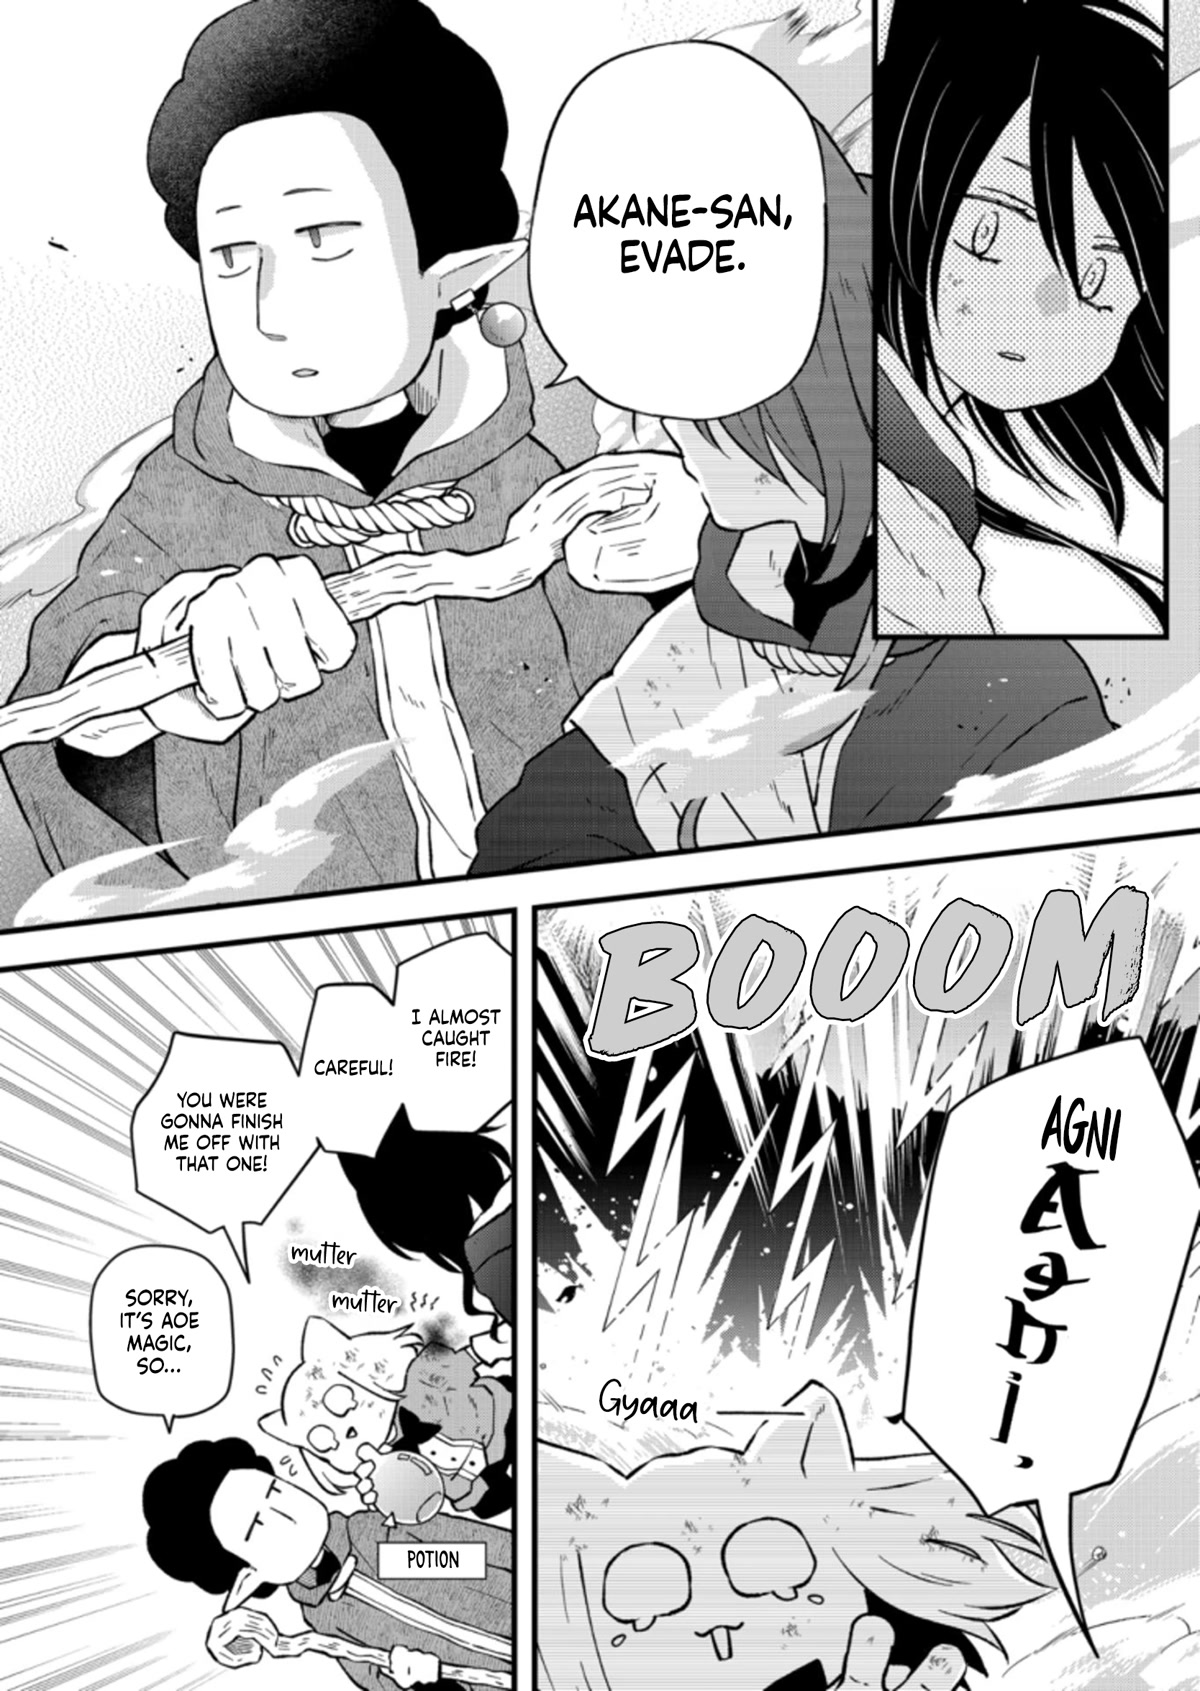 AKANE-SAN,
EVADE.
BOOOM
AGNI
Gyaaa
I ALMOST
CAUGHT
FIRE!
CAREFUL!
YOU WERE
GONNA FINISH
ME OFF WITH
THAT ONE!
mutter
mutter
SORRY,
IT'S AOE
MAGIC,
SO...
POTION